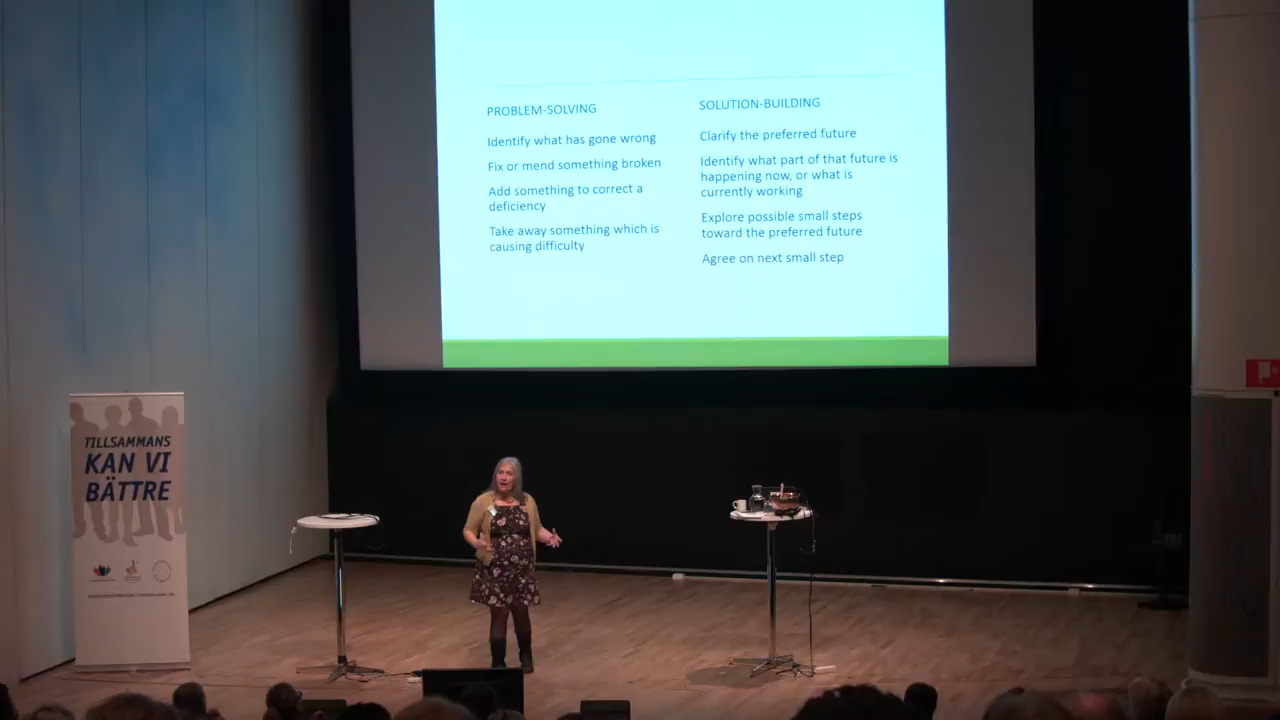 PROBLEM-SOLVING
Identify what has gone wrong
Fix or mend something broken
Add something to correct a
deficiency
Take away something which is
causing difficulty
SOLUTION-BUILDING
Clarify the preferred future
Identify what part of that future is
happening now, or what is
currently working
Explore possible small steps
toward the preferred future
Agree on next small step
TILLSAMMANS
KAN VI
BÄTTRE